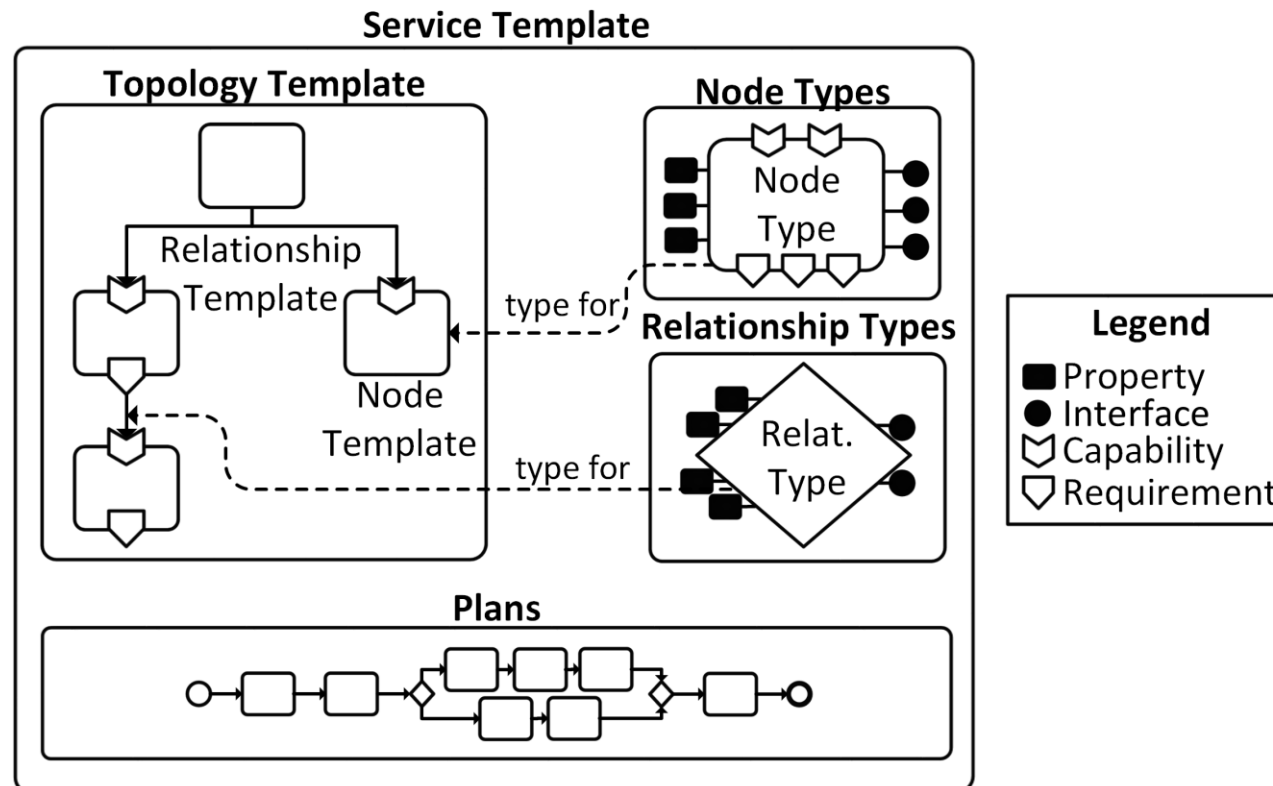 Service Template
Topology Template
Relationship
Template
Node
Template
Node Types
Node
Type
type for
Relationship Types
Relat.
Type
type for
Legend
Property
Interface
Capability
Requirement
Plans